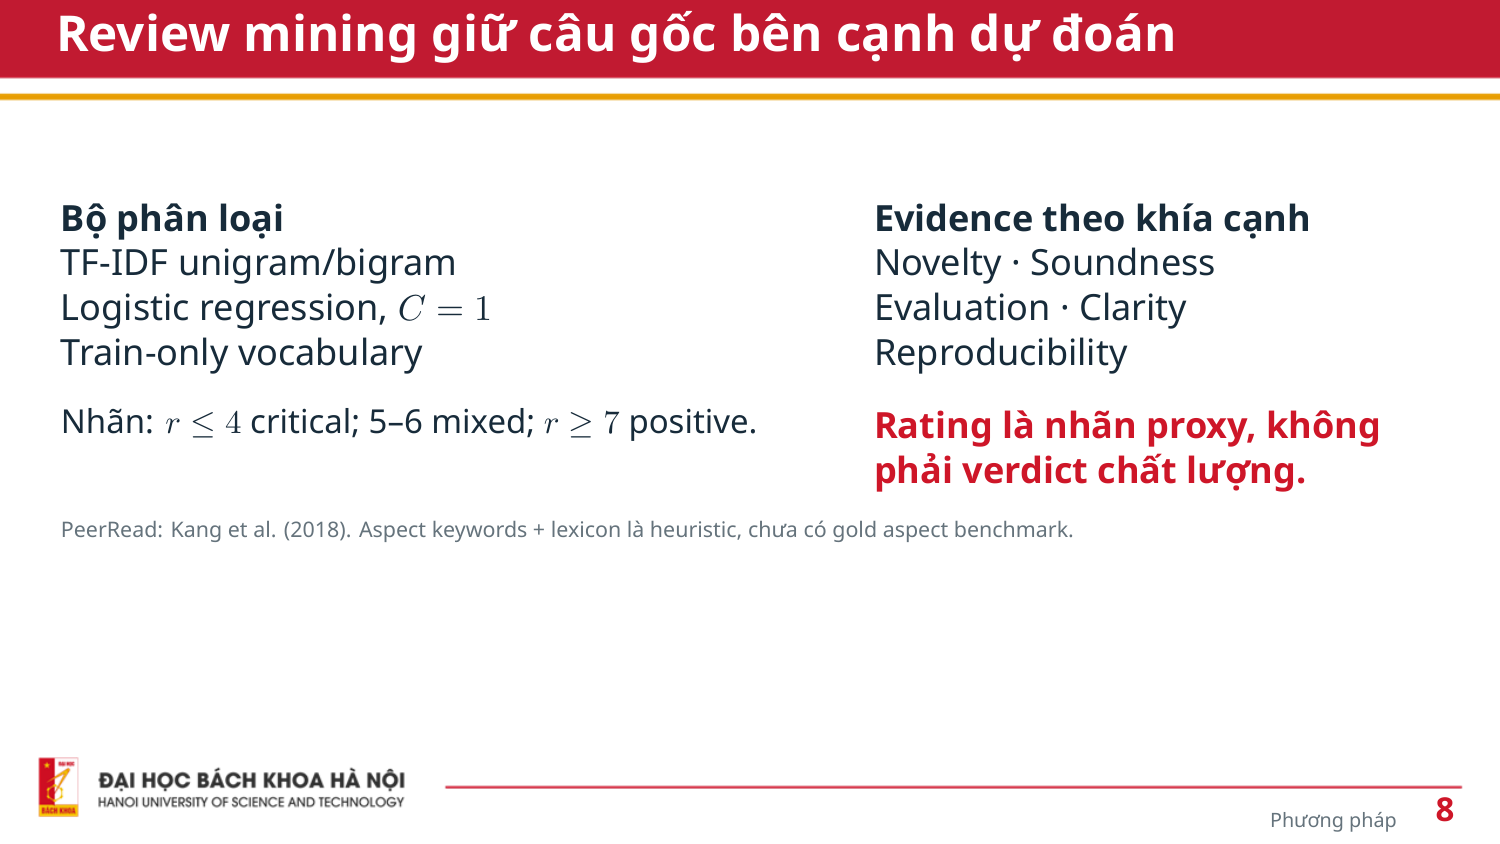 Review mining giữ câu gốc bên cạnh dự đoán
Bộ phân loại
TF-IDF unigram/bigram
Logistic regression, C = 1
Train-only vocabulary
Nhãn: r ≤ 4 critical; 5–6 mixed; r ≥ 7 positive.
Evidence theo khía cạnh
Novelty · Soundness
Evaluation · Clarity
Reproducibility
Rating là nhãn proxy, không
phải verdict chất lượng.
PeerRead: Kang et al. (2018). Aspect keywords + lexicon là heuristic, chưa có gold aspect benchmark.
ĐẠI HỌC
BÁCH KHOA
ĐẠI HỌC BÁCH KHOA HÀ NỘI
HANOI UNIVERSITY OF SCIENCE AND TECHNOLOGY
Phương pháp
8